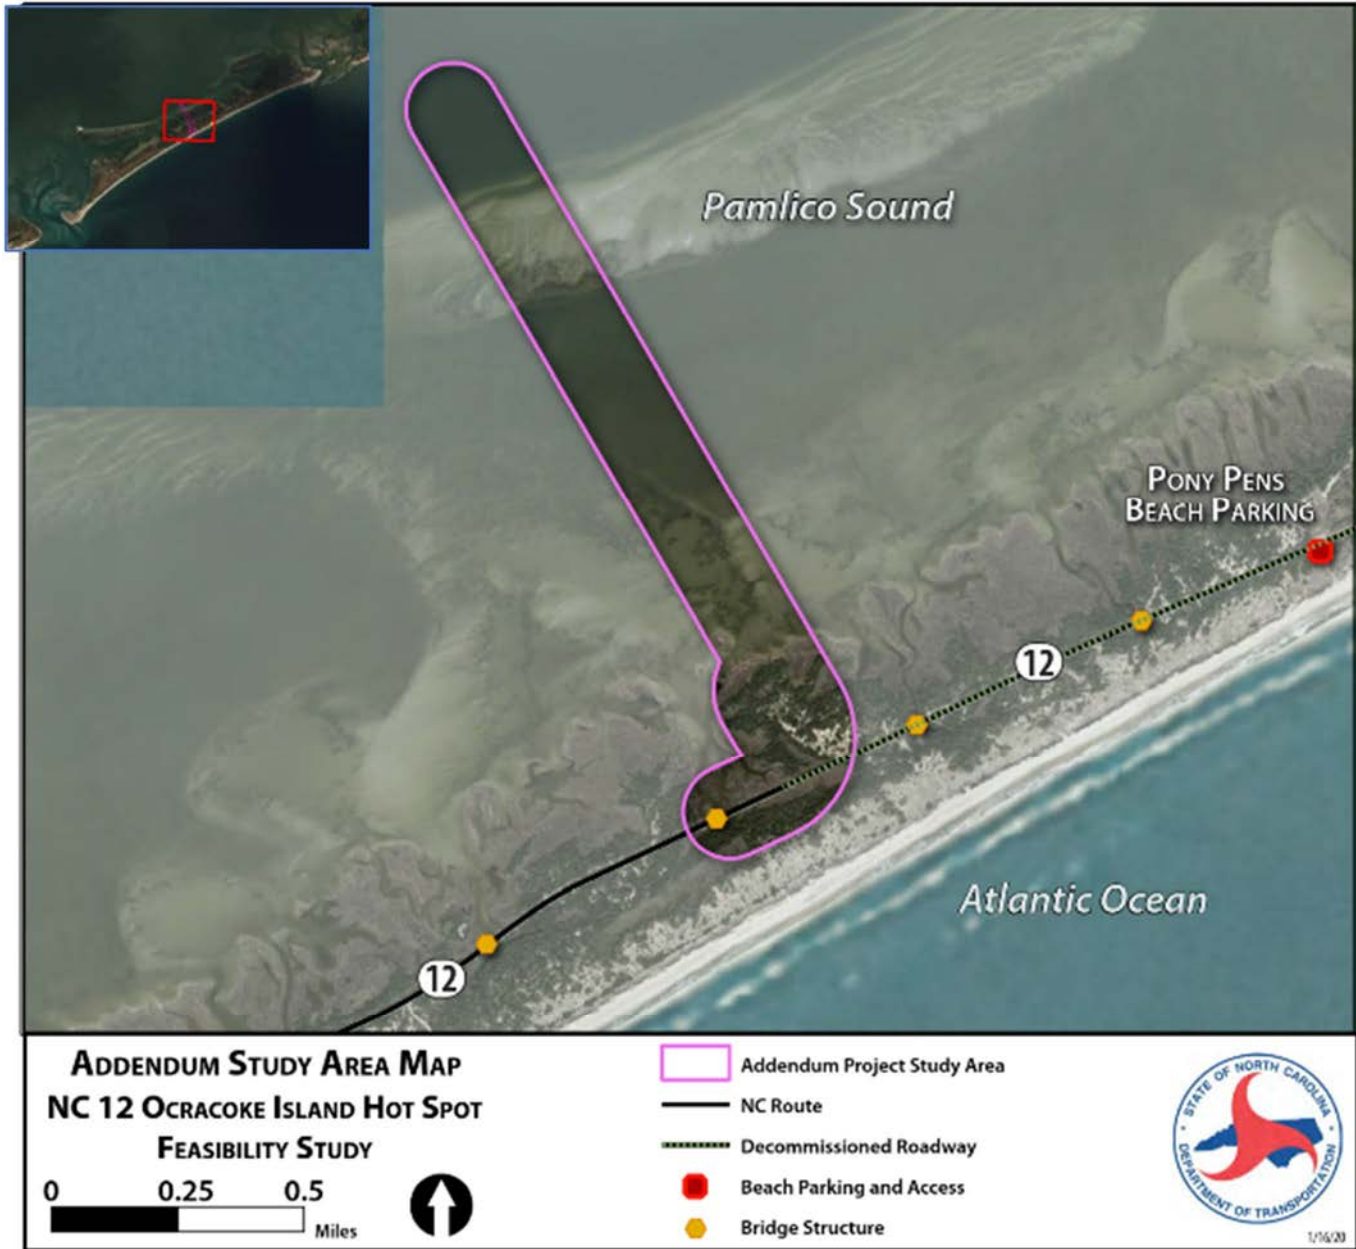 Pamlico Sound
PONY PENS
BEACH PARKING
12
Atlantic Ocean
12
ADDENDUM STUDY AREA MAP
NC 12 OCRACOKE ISLAND HOT SPOT
FEASIBILITY STUDY
0 0.25 0.5
Miles
Addendum Project Study Area
NC Route
Decommissioned Roadway
Beach Parking and Access
Bridge Structure
STATE OF NORTH CAROLINA
DEPARTMENT OF TRANSPORTATION
1/16/20